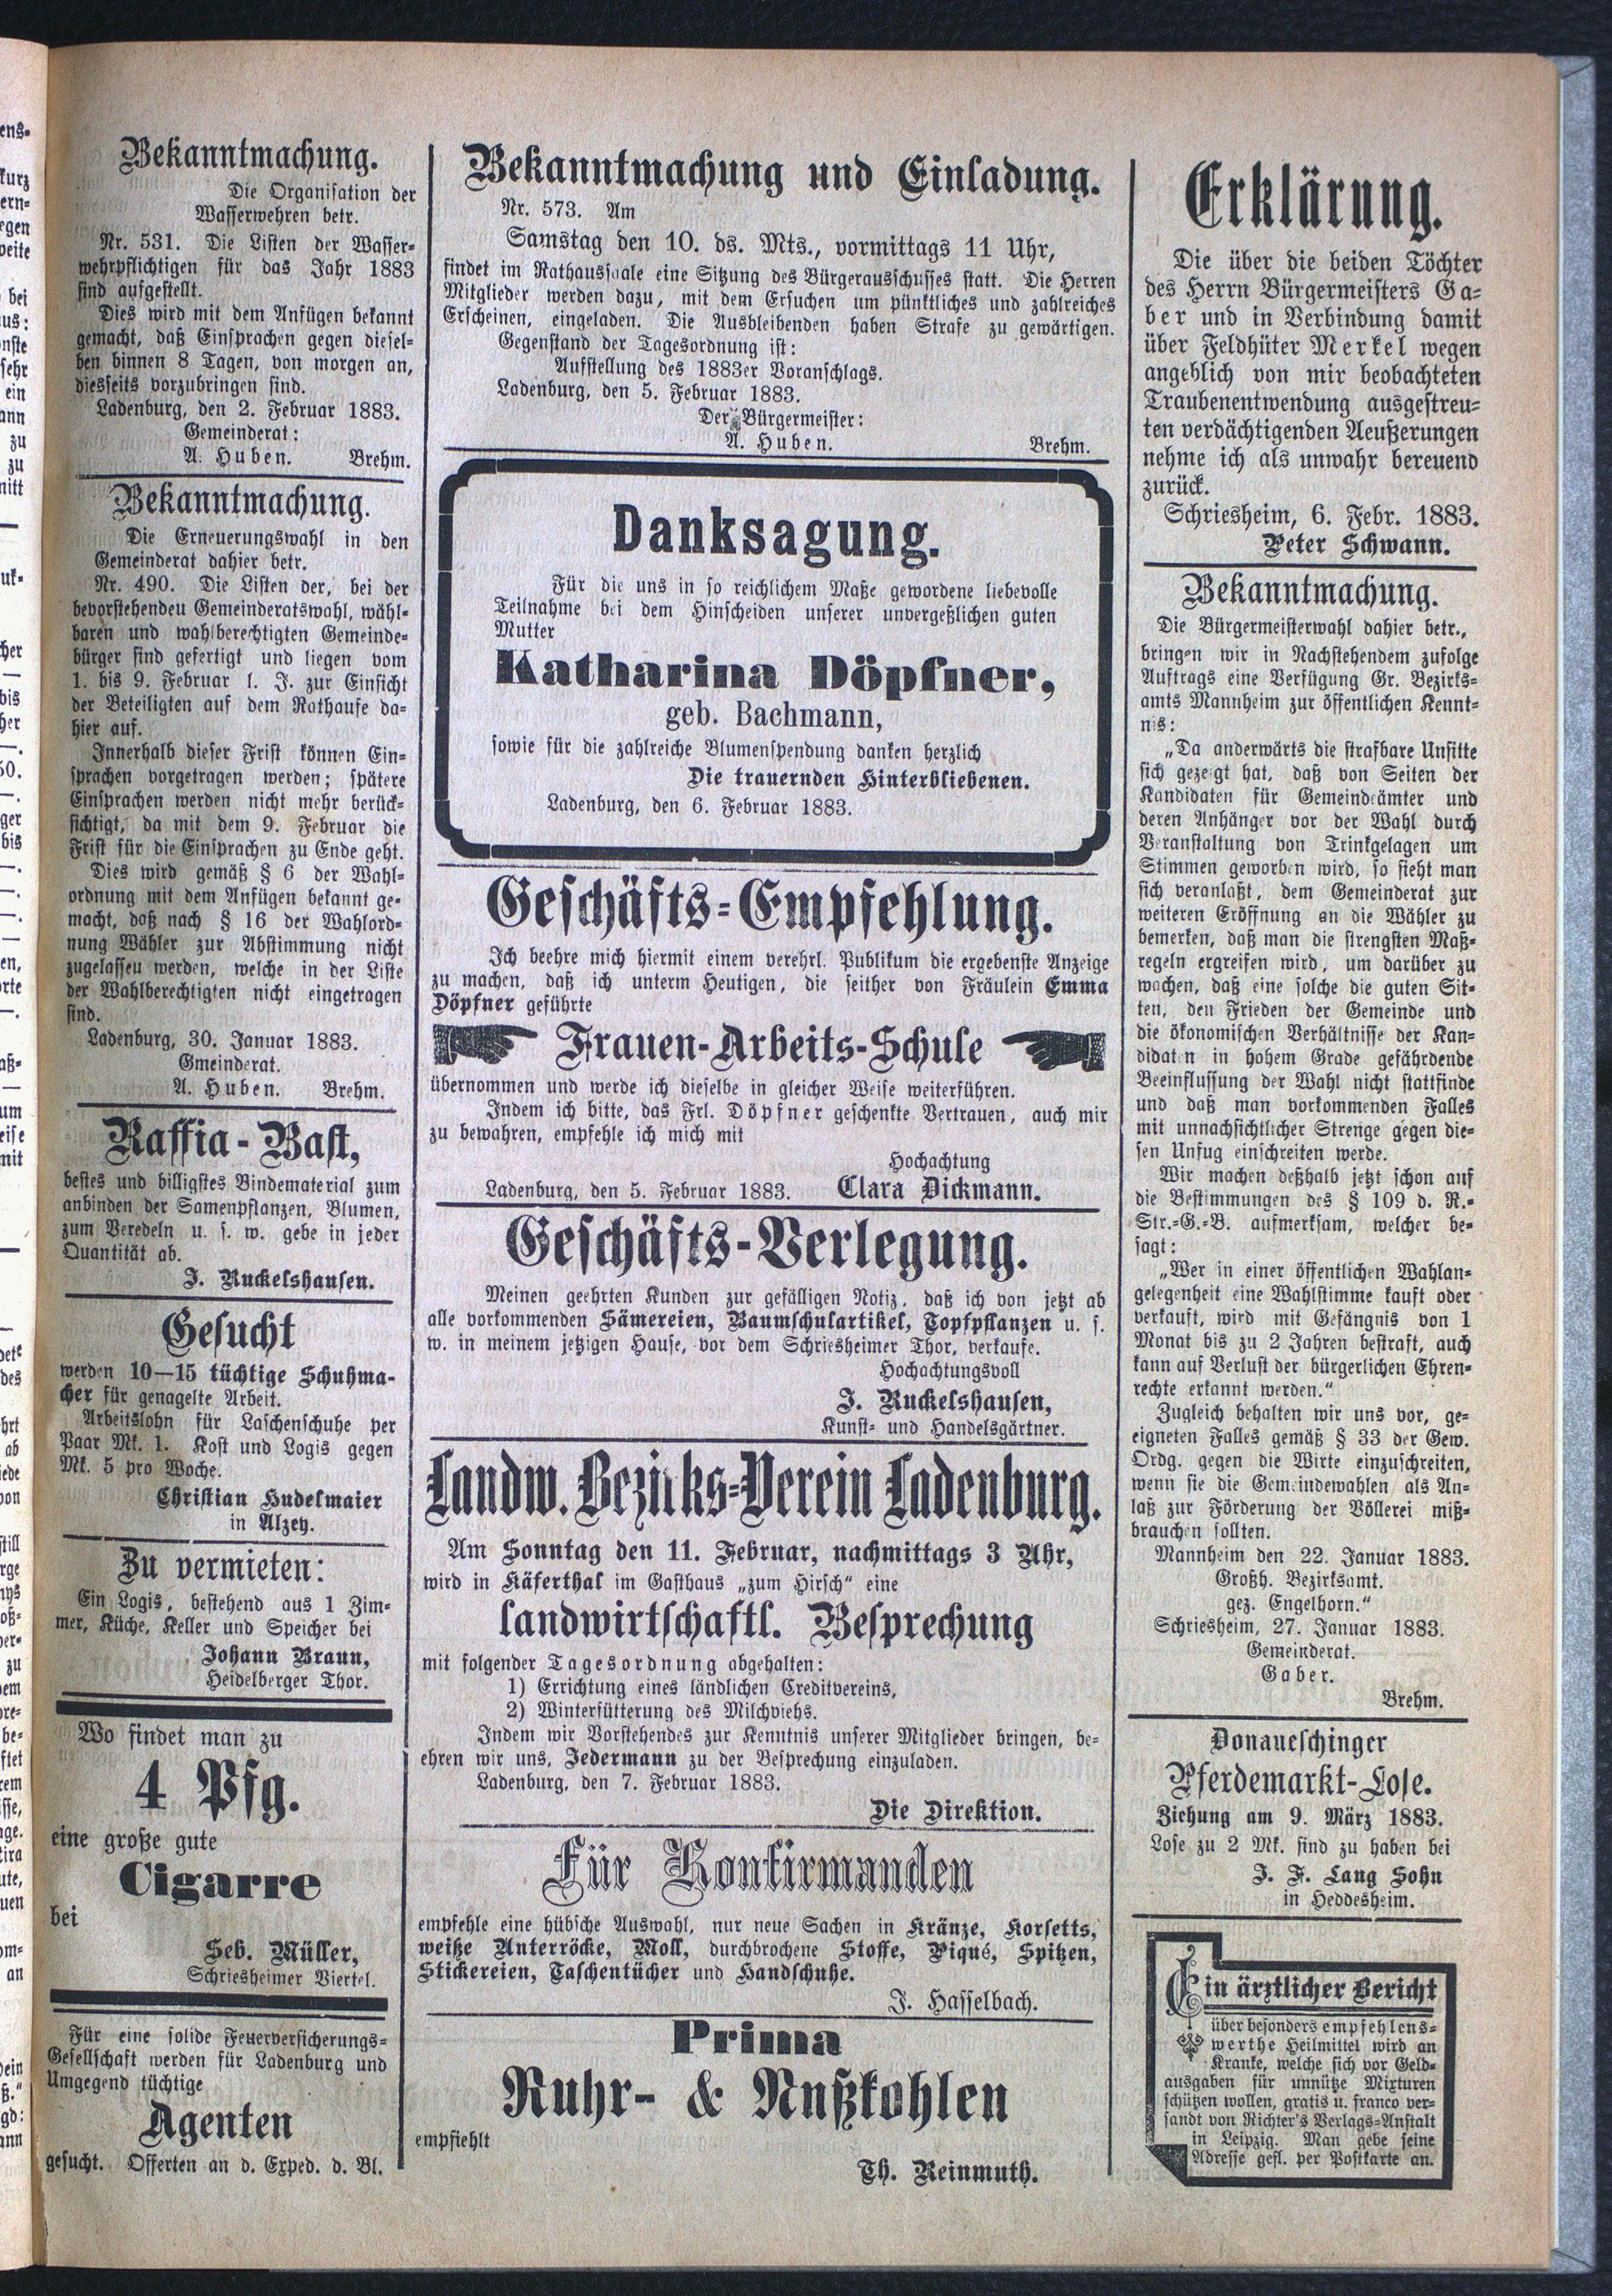 Bekanntmachung.
Die Organisation der
Wasserwehren betr.
Nr. 531. Die Listen der Wasser-
wehrpflichtigen für das Jahr 1883
sind aufgestellt.
Dies wird mit dem Anfügen bekannt
gemacht, daß Einsprachen gegen diesel-
ben binnen 8 Tagen, von morgen an,
diesseits vorzubringen sind.
Ladenburg, den 2. Februar 1883.
Gemeinderat:
A. Huben. Brehm.
Bekanntmachung.
Die Erneuerungswahl in den
Gemeinderat dahier betr.
Nr. 490. Die Listen der, bei der
bevorstehenden Gemeinderatswahl, wähl-
baren und wahlberechtigten Gemeinde-
bürger sind gefertigt und liegen vom
1. bis 9. Februar l. J. zur Einsicht
der Beteiligten auf dem Rathause da-
hier auf.
Innerhalb dieser Frist können Ein-
sprachen vorgetragen werden; spätere
Einsprachen werden nicht mehr berück-
sichtigt, da mit dem 9. Februar die
Frist für die Einsprachen zu Ende geht.
Dies wird gemäß § 6 der Wahl-
ordnung mit dem Anfügen bekannt ge-
macht, daß nach § 16 der Wahlord-
nung Wähler zur Abstimmung nicht
zugelassen werden, welche in der Liste
der Wahlberechtigten nicht eingetragen
sind.
Ladenburg, 30. Januar 1883.
Gmeinderat.
A. Huben. Brehm.
Raffia-Bast,
bestes und billigstes Bindematerial zum
anbinden der Samenpflanzen, Blumen,
zum Veredeln u. s. w. gebe in jeder
Quantität ab.
J. Ruckelshausen.
Gesucht
werden 10—15 tüchtige Schuhma-
cher für genagelte Arbeit.
Arbeitslohn für Laschenschuhe per
Paar Mk. 1. Kost und Logis gegen
Mk. 5 pro Woche.
Christian Hudelmaier
in Alzey.
Zu vermieten:
Ein Logis, bestehend aus 1 Zim-
mer, Küche, Keller und Speicher bei
Johann Braun,
Heidelberger Thor.
Wo findet man zu
4 Pfg.
eine große gute
Cigarre
bei
Seb. Müller,
Schriesheimer Viertel.
Für eine solide Feuerversicherungs-
Gesellschaft werden für Ladenburg und
Umgegend tüchtige
Agenten
gesucht. Offerten an d. Exped. d. Bl.
Bekanntmachung und Einladung.
Nr. 573. Am
Samstag den 10. ds. Mts., vormittags 11 Uhr,
findet im Rathaussaale eine Sitzung des Bürgerausschusses statt. Die Herren
Mitglieder werden dazu, mit dem Ersuchen um pünktliches und zahlreiches
Erscheinen, eingeladen. Die Ausbleibenden haben Strafe zu gewärtigen.
Gegenstand der Tagesordnung ist:
Aufstellung des 1883er Voranschlags.
Ladenburg, den 5. Februar 1883.
Der Bürgermeister:
A. Huben. Brehm.
Danksagung.
Für die uns in so reichlichem Maße gewordene liebevolle
Teilnahme bei dem Hinscheiden unserer unvergeßlichen guten
Mutter
Katharina Döpfner,
geb. Bachmann,
sowie für die zahlreiche Blumenspendung danken herzlich
Die trauernden Hinterbliebenen.
Ladenburg, den 6. Februar 1883.
Geschäfts-Empfehlung.
Ich beehre mich hiermit einem verehrl. Publikum die ergebenste Anzeige
zu machen, daß ich unterm Heutigen, die seither von Fräulein Emma
Döpfner geführte
Frauen-Arbeits-Schule
übernommen und werde ich dieselbe in gleicher Weise weiterführen.
Indem ich bitte, das Frl. Döpfner geschenkte Vertrauen, auch mir
zu bewahren, empfehle ich mich mit
Hochachtung
Ladenburg, den 5. Februar 1883. Clara Dickmann.
Geschäfts-Verlegung.
Meinen geehrten Kunden zur gefälligen Notiz, daß ich von jetzt ab
alle vorkommenden Sämereien, Baumschulartikel, Topfpflanzen u. s.
w. in meinem jetzigen Hause, vor dem Schriesheimer Thor, verkaufe.
Hochachtungsvoll
J. Ruckelshausen,
Kunst- und Handelsgärtner.
Landw. Bezirks-Verein Ladenburg.
Am Sonntag den 11. Februar, nachmittags 3 Uhr,
wird in Käferthal im Gasthaus „zum Hirsch“ eine
landwirtschaftl. Besprechung
mit folgender Tagesordnung abgehalten:
1) Errichtung eines ländlichen Creditvereins,
2) Winterfütterung des Milchviehs.
Indem wir Vorstehendes zur Kenntnis unserer Mitglieder bringen, be-
ehren wir uns, Jedermann zu der Besprechung einzuladen.
Ladenburg, den 7. Februar 1883.
Die Direktion.
Für Konfirmanden
empfehle eine hübsche Auswahl, nur neue Sachen in Kränze, Korsetts,
weiße Unterröcke, Moll, durchbrochene Stoffe, Piqué, Spitzen,
Stickereien, Taschentücher und Handschuhe.
J. Hasselbach.
Prima
Ruhr- & Nußkohlen
empfiehlt
Th. Reinmuth.
Erklärung.
Die über die beiden Töchter
des Herrn Bürgermeisters Ga-
ber und in Verbindung damit
über Feldhüter Merkel wegen
angeblich von mir beobachteten
Traubenentwendung ausgestreu-
ten verdächtigenden Aeußerungen
nehme ich als unwahr bereuend
zurück.
Schriesheim, 6. Febr. 1883.
Peter Schwann.
Bekanntmachung.
Die Bürgermeisterwahl dahier betr.,
bringen wir in Nachstehendem zufolge
Auftrags eine Verfügung Gr. Bezirks-
amts Mannheim zur öffentlichen Kennt-
nis:
„Da anderwärts die strafbare Unsitte
sich gezeigt hat, daß von Seiten der
Kandidaten für Gemeindeämter und
deren Anhänger vor der Wahl durch
Veranstaltung von Trinkgelagen um
Stimmen geworben wird, so sieht man
sich veranlaßt, dem Gemeinderat zur
weiteren Eröffnung an die Wähler zu
bemerken, daß man die strengsten Maß-
regeln ergreifen wird, um darüber zu
wachen, daß eine solche die guten Sit-
ten, den Frieden der Gemeinde und
die ökonomischen Verhältnisse der Kan-
didaten in hohem Grade gefährdende
Beeinflussung der Wahl nicht stattfinde
und daß man vorkommenden Falles
mit unnachsichtlicher Strenge gegen die-
sen Unfug einschreiten werde.
Wir machen deßhalb jetzt schon auf
die Bestimmungen des § 109 d. R.-
Str.-G.-B. aufmerksam, welcher be-
sagt:
„Wer in einer öffentlichen Wahlan-
gelegenheit eine Wahlstimme kauft oder
verkauft, wird mit Gefängnis von 1
Monat bis zu 2 Jahren bestraft, auch
kann auf Verlust der bürgerlichen Ehren-
rechte erkannt werden.“
Zugleich behalten wir uns vor, ge-
eigneten Falles gemäß § 33 der Gew.
Ordg. gegen die Wirte einzuschreiten,
wenn sie die Gemeindewahlen als An-
laß zur Förderung der Völlerei miß-
brauchen sollten.
Mannheim den 22. Januar 1883.
Großh. Bezirksamt.
gez. Engelhorn.“
Schriesheim, 27. Januar 1883.
Gemeinderat.
Gaber.
Brehm.
Donaueschinger
Pferdemarkt-Lose.
Ziehung am 9. März 1883.
Lose zu 2 Mk. sind zu haben bei
J. F. Lang Sohn
in Heddesheim.
Ein ärztlicher Bericht
über besonders empfehlens-
werthe Heilmittel wird an
Kranke, welche sich vor Geld-
ausgaben für unnütze Mixturen
schützen wollen, gratis u. franco ver-
sandt von Richter's Verlags-Anstalt
in Leipzig. Man gebe seine
Adresse gefl. per Postkarte an.